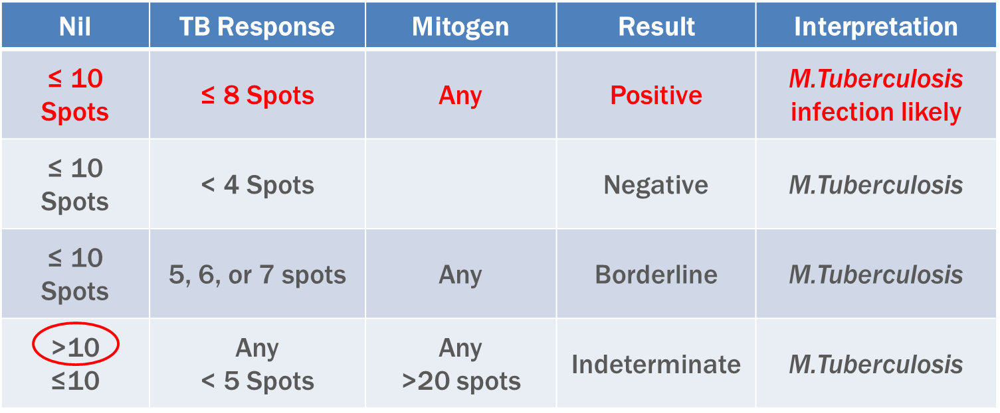 Nil TB Response Mitogen Result Interpretation
≤ 10
Spots
≤ 8 Spots
Any
Positive
M.Tuberculosis
infection likely
≤ 10
Spots
< 4 Spots
Negative
M.Tuberculosis
≤ 10
Spots
5, 6, or 7 spots
Any
Borderline
M.Tuberculosis
>10
≤10
Any
< 5 Spots
Any
>20 spots
Indeterminate
M.Tuberculosis